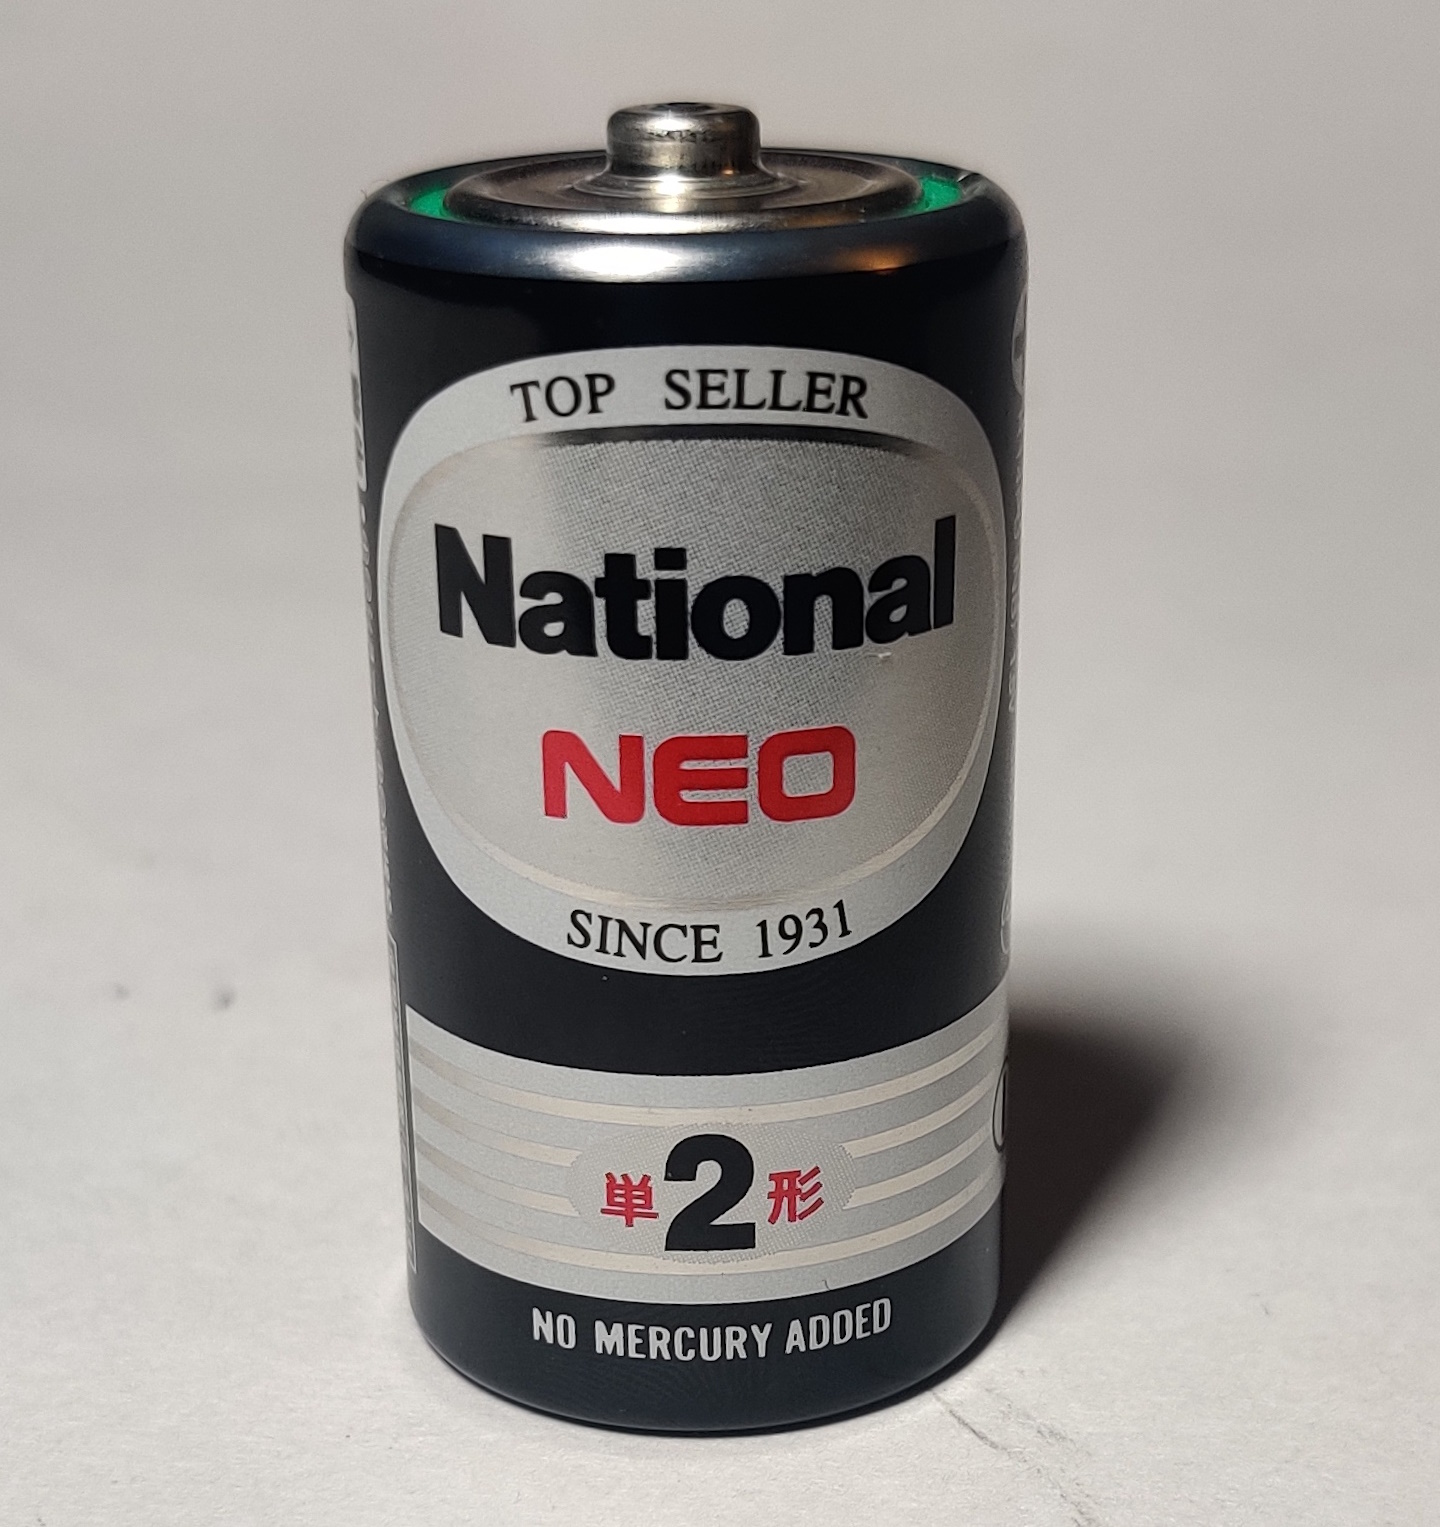 TOP SELLER
National
NEO
SINCE 1931
単2形
NO MERCURY ADDED